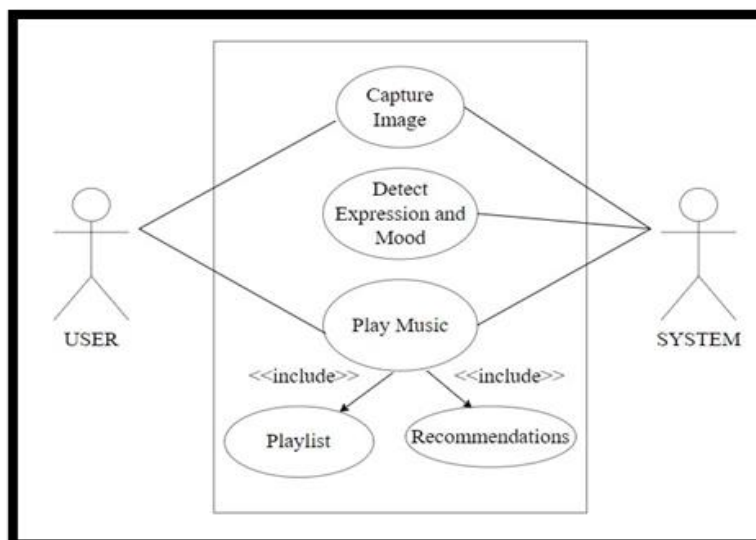 Capture
Image
Detect
Expression and
Mood
Play Music
USER
SYSTEM
<<include>>
<<include>>
Playlist
Recommendations